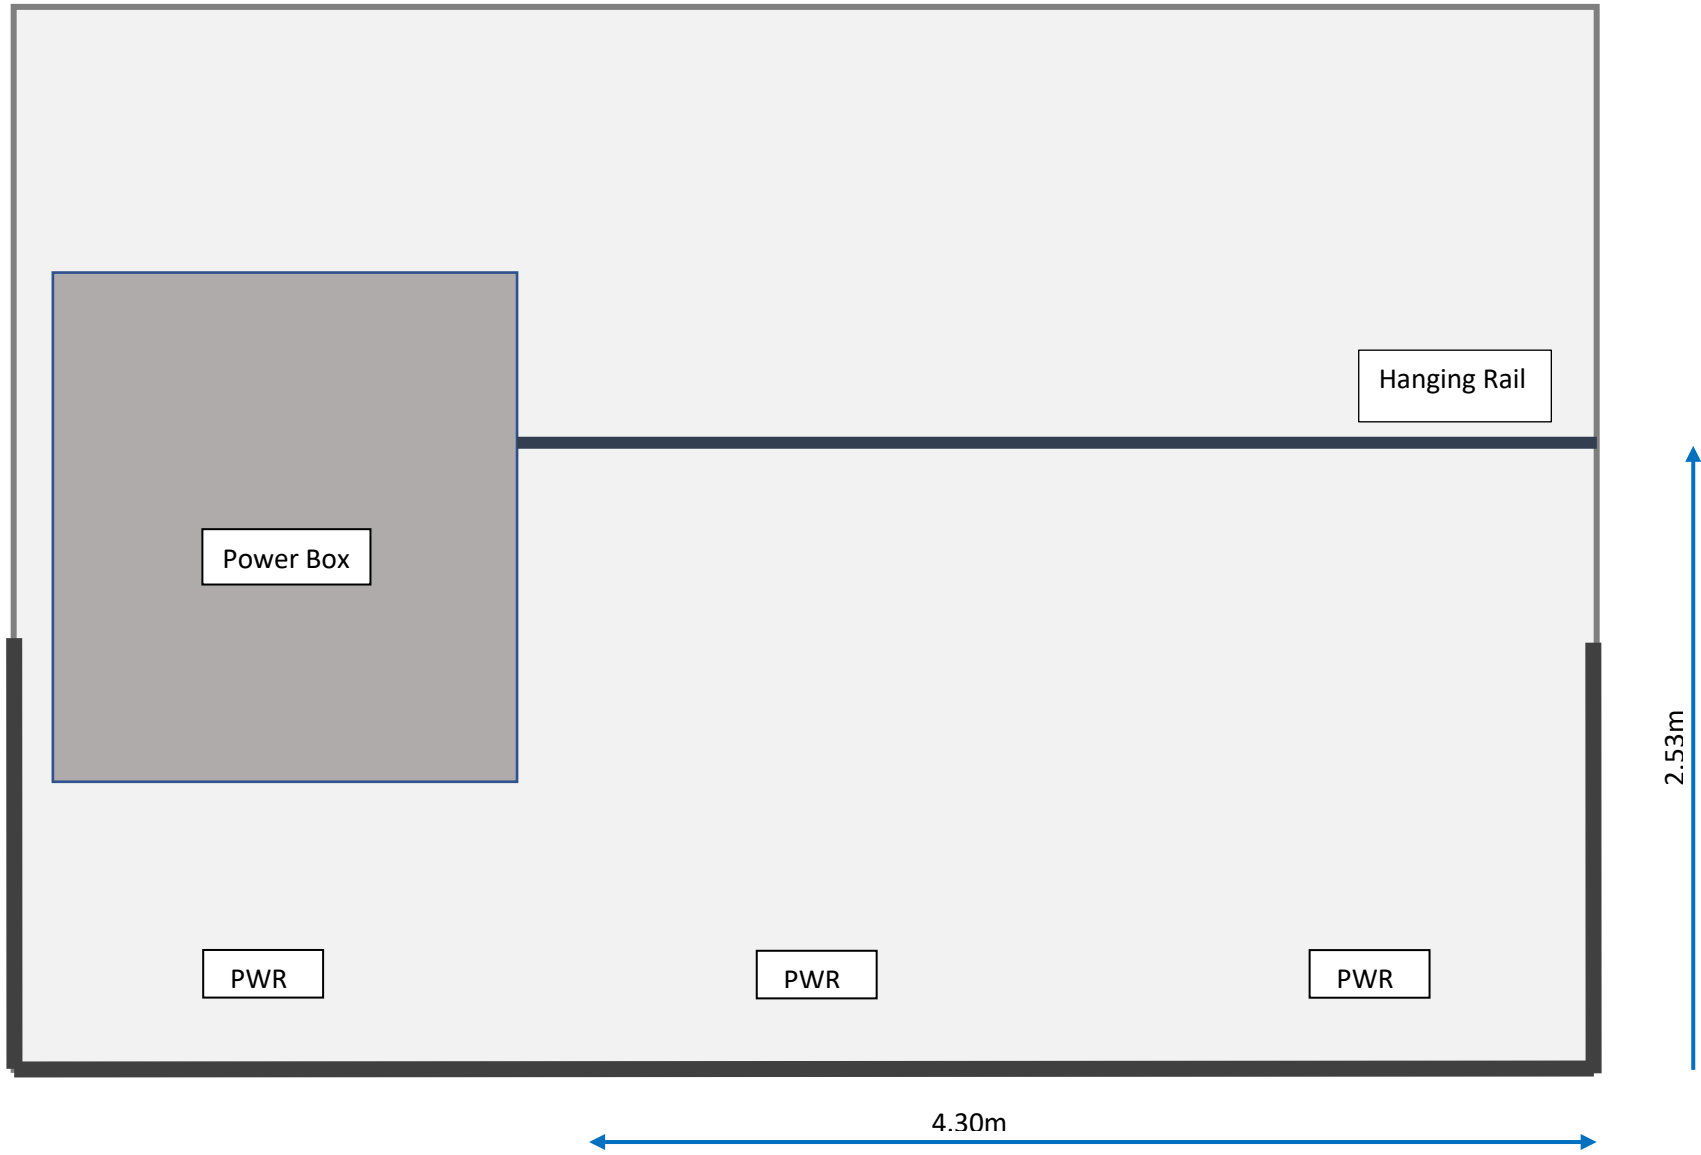 Hanging Rail
Power Box
2.53m
PWR
PWR
PWR
4.30m